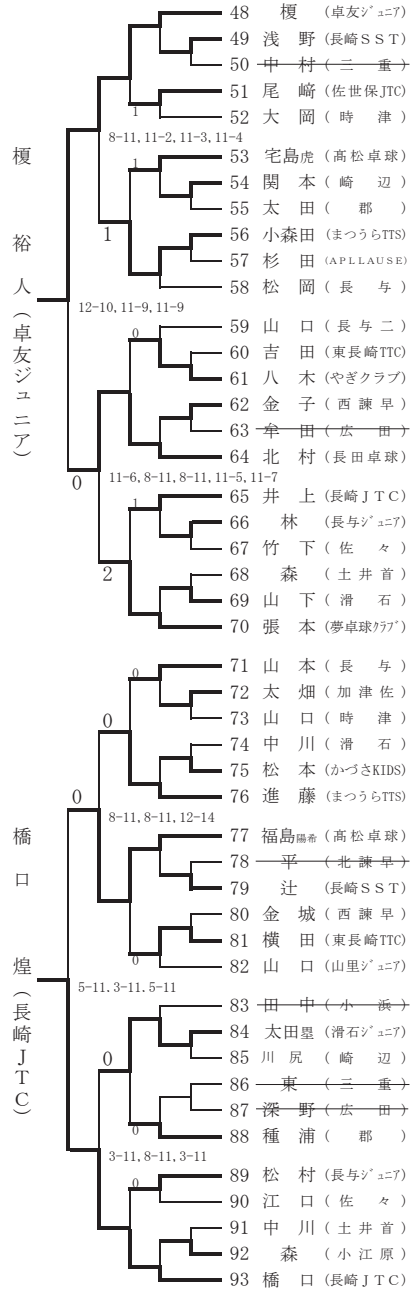 48 榎 (卓友ジュニア)
49 浅野 (長崎SST)
50 中村 (三重)
51 尾﨑 (佐世保JTC)
1
52 大岡 (時津)
8-11, 11-2, 11-3, 11-4
53 宅島虎 (髙松卓球)
1
54 関本 (崎辺)
55 太田 (郡)
1
56 小森田 (まつうらTTS)
57 杉田 (APLLAUSE)
58 松岡 (長与)
榎 裕人(卓友ジュニア)
12-10, 11-9, 11-9
59 山口 (長与二)
0
60 吉田 (東長崎TTC)
61 八木 (やぎクラブ)
62 金子 (西諫早)
63 牟田 (広田)
64 北村 (長田卓球)
0
11-6, 8-11, 8-11, 11-5, 11-7
65 井上 (長崎JTC)
1
66 林 (長与ジュニア)
67 竹下 (佐々)
2
68 森 (土井首)
69 山下 (滑石)
70 張本 (夢卓球クラブ)
71 山本 (長与)
0
72 太畑 (加津佐)
73 山口 (時津)
0
74 中川 (滑石)
75 松本 (かづさKIDS)
76 進藤 (まつうらTTS)
0
8-11, 8-11, 12-14
77 福島陽希 (髙松卓球)
78 平 (北諫早)
79 辻 (長崎SST)
80 金城 (西諫早)
81 横田 (東長崎TTC)
0
82 山口 (山里ジュニア)
橋口 煌(長崎JTC)
5-11, 3-11, 5-11
83 田中 (小浜)
84 太田塁 (滑石ジュニア)
85 川尻 (崎辺)
0
86 東 (三重)
87 深野 (広田)
0
88 種浦 (郡)
3-11, 8-11, 3-11
89 松村 (長与ジュニア)
0
90 江口 (佐々)
91 中川 (土井首)
92 森 (小江原)
93 橋口 (長崎JTC)